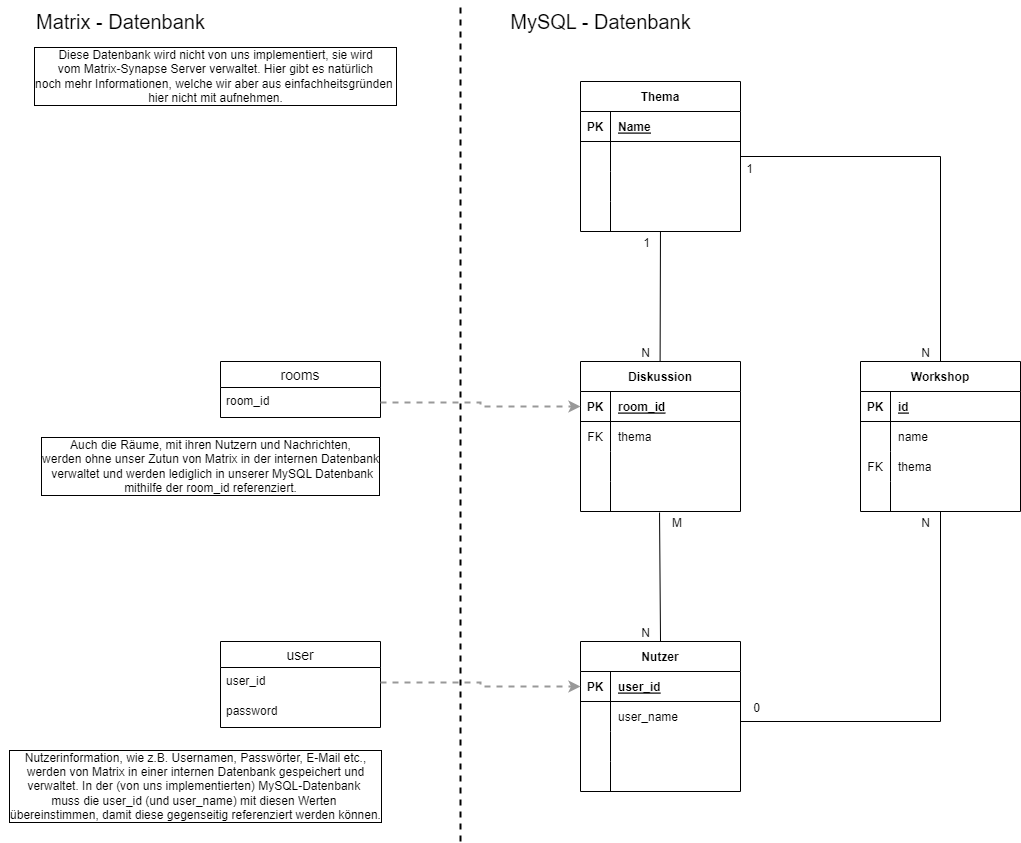 Matrix - Datenbank
Diese Datenbank wird nicht von uns implementiert, sie wird
vom Matrix-Synapse Server verwaltet. Hier gibt es natürlich
noch mehr Informationen, welche wir aber aus einfachheitsgründen
hier nicht mit aufnehmen.
rooms
room_id
Auch die Räume, mit ihren Nutzern und Nachrichten,
werden ohne unser Zutun von Matrix in der internen Datenbank
verwaltet und werden lediglich in unserer MySQL Datenbank
mithilfe der room_id referenziert.
user
user_id
password
Nutzerinformation, wie z.B. Usernamen, Passwörter, E-Mail etc.,
werden von Matrix in einer internen Datenbank gespeichert und
verwaltet. In der (von uns implementierten) MySQL-Datenbank
muss die user_id (und user_name) mit diesen Werten
übereinstimmen, damit diese gegenseitig referenziert werden können.
MySQL - Datenbank
Thema
PK Name
1
1
N
N
Diskussion
PK room_id
FK thema
Workshop
PK id
name
FK thema
M
N
N
Nutzer
PK user_id
user_name
0